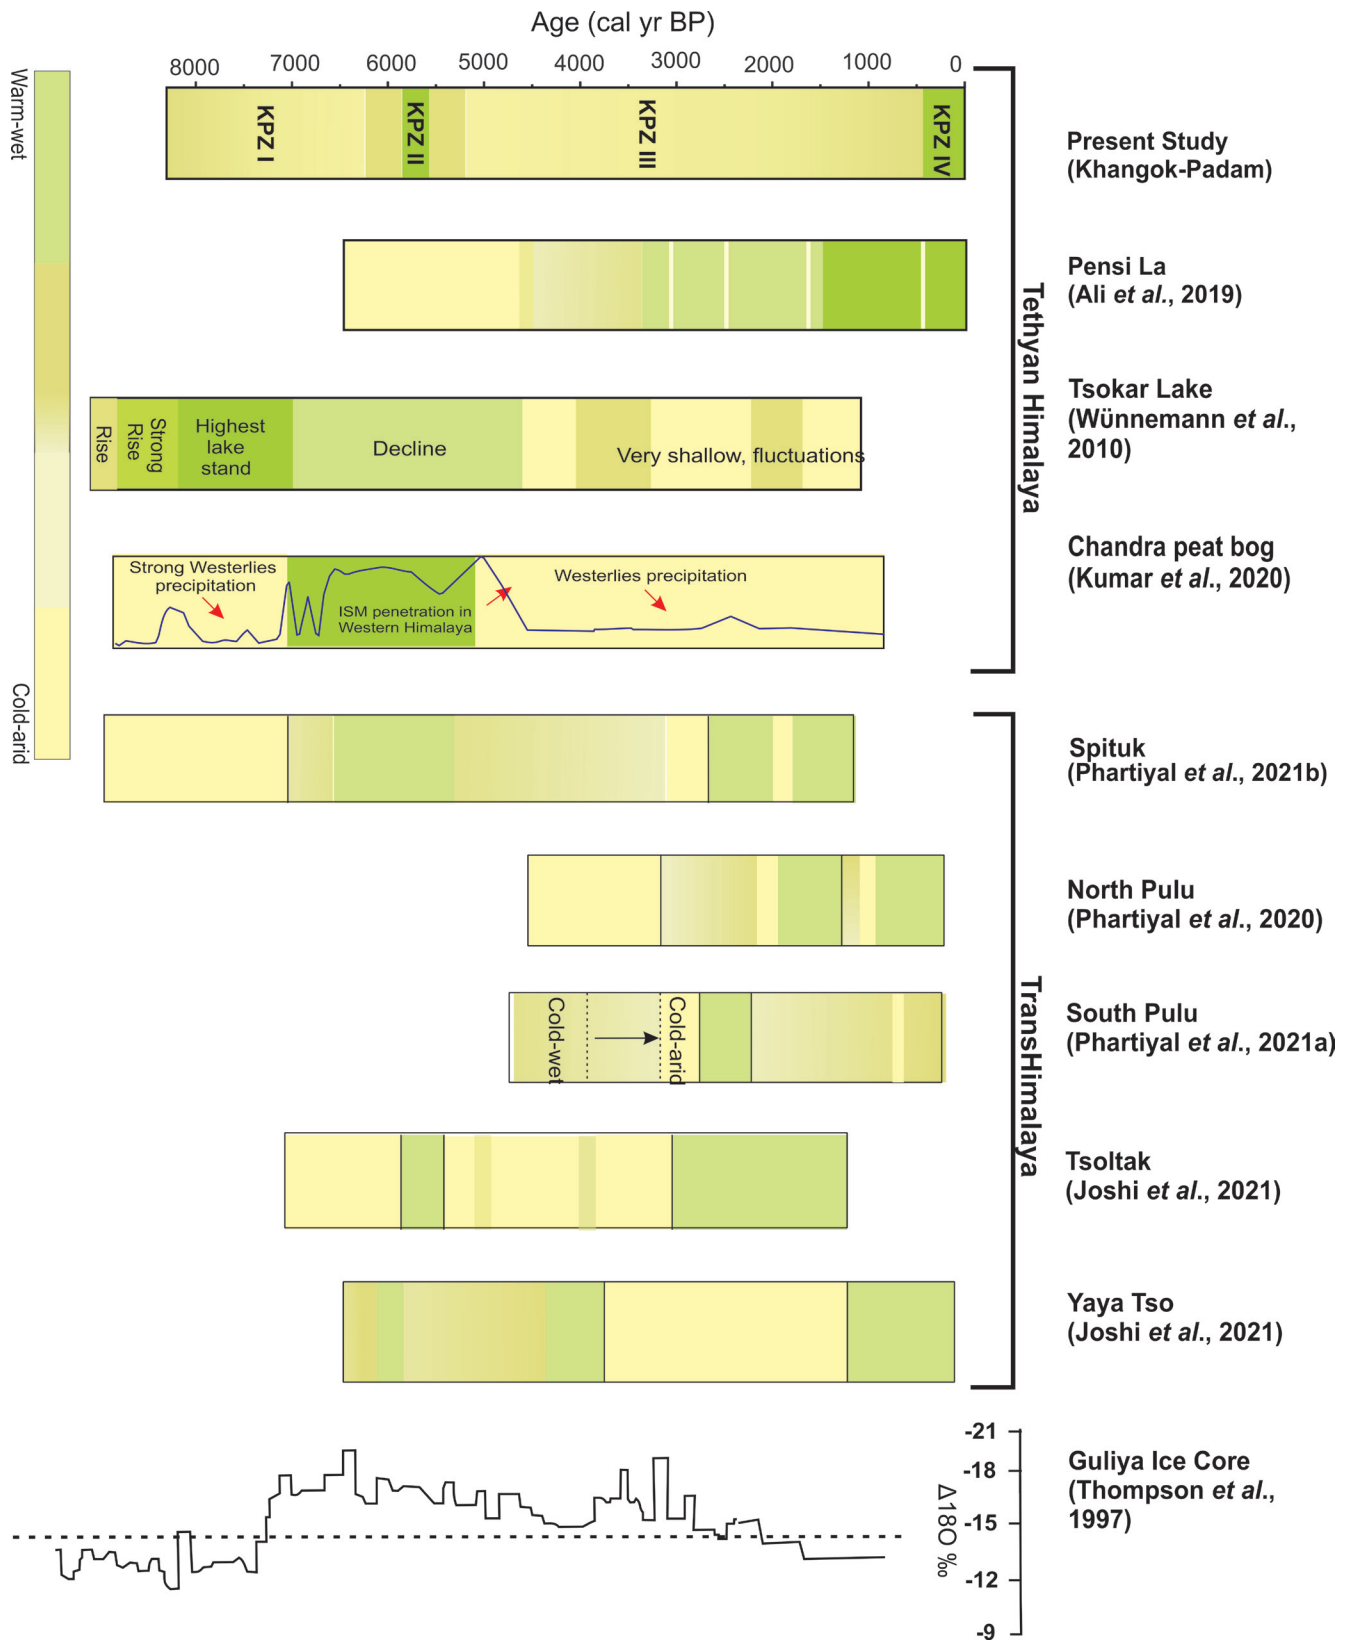 Age (cal yr BP)
8000 7000 6000 5000 4000 3000 2000 1000 0
Warm-wet
Cold-arid
KPZ I
KPZ II
KPZ III
KPZ IV
Present Study
(Khangok-Padam)
Pensi La
(Ali et al., 2019)
Rise
Strong
Rise
Highest
lake
stand
Decline
Very shallow, fluctuations
Tsokar Lake
(Wünnemann et al.,
2010)
Strong Westerlies
precipitation
ISM penetration in
Western Himalaya
Westerlies precipitation
Chandra peat bog
(Kumar et al., 2020)
Tethyan Himalaya
Spituk
(Phartiyal et al., 2021b)
North Pulu
(Phartiyal et al., 2020)
Cold-wet
Cold-arid
South Pulu
(Phartiyal et al., 2021a)
Tsoltak
(Joshi et al., 2021)
Yaya Tso
(Joshi et al., 2021)
TransHimalaya
-21
-18
-15
-12
-9
Δ18O ‰
Guliya Ice Core
(Thompson et al.,
1997)